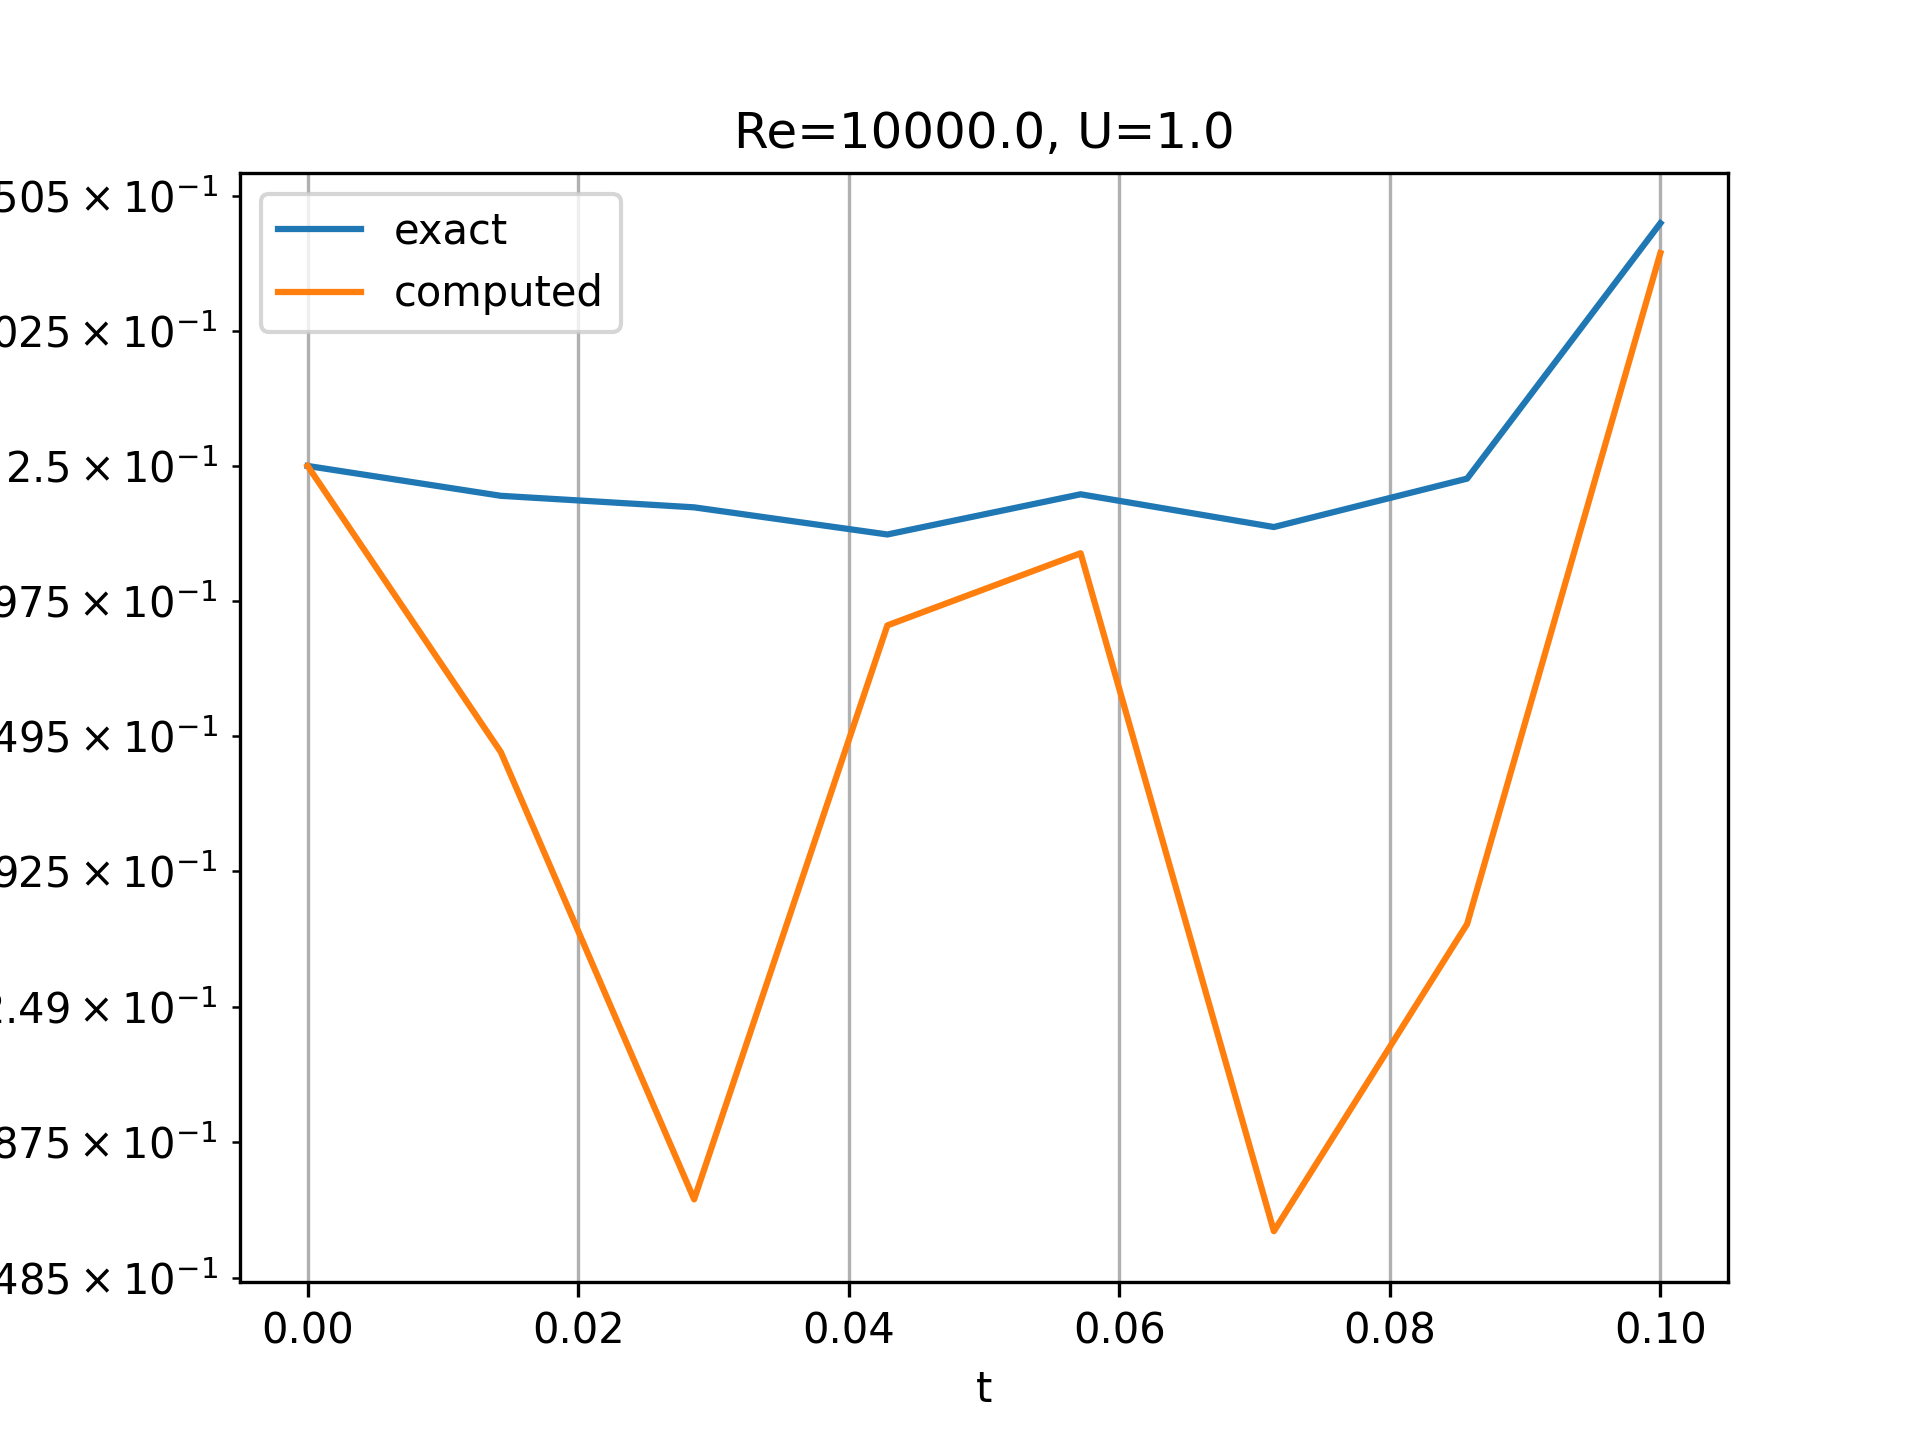 Re=10000.0, U=1.0
505 × 10⁻¹
exact
computed
025 × 10⁻¹
2.5 × 10⁻¹
975 × 10⁻¹
495 × 10⁻¹
925 × 10⁻¹
2.49 × 10⁻¹
875 × 10⁻¹
485 × 10⁻¹
0.00 0.02 0.04 0.06 0.08 0.10
t